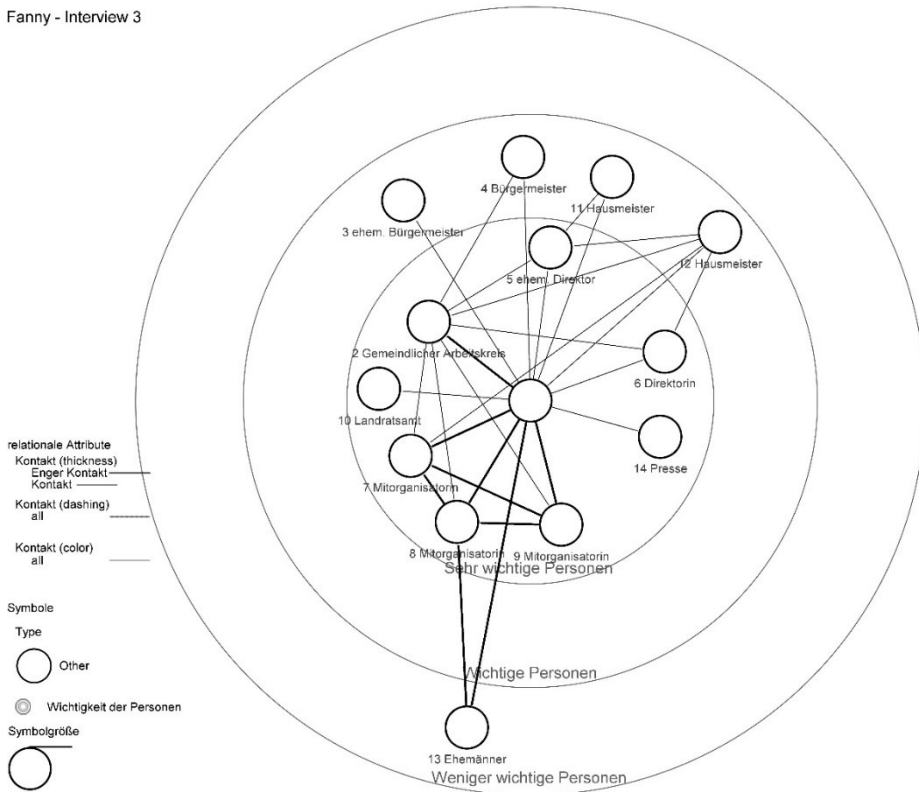 Fanny - Interview 3
4 Bürgermeister
11 Hausmeister
3 ehem. Bürgermeister
12 Hausmeister
5 ehem. Direktor
2 Gemeindlicher Arbeitskreis
6 Direktorin
10 Landratsamt
14 Presse
7 Mitorganisatorin
8 Mitorganisatorin
9 Mitorganisatorin
Sehr wichtige Personen
Wichtige Personen
13 Ehemänner
Weniger wichtige Personen
relationale Attribute
Kontakt (thickness)
Enger Kontakt
Kontakt
Kontakt (dashing)
all
Kontakt (color)
all
Symbole
Type
Other
Wichtigkeit der Personen
Symbolgröße